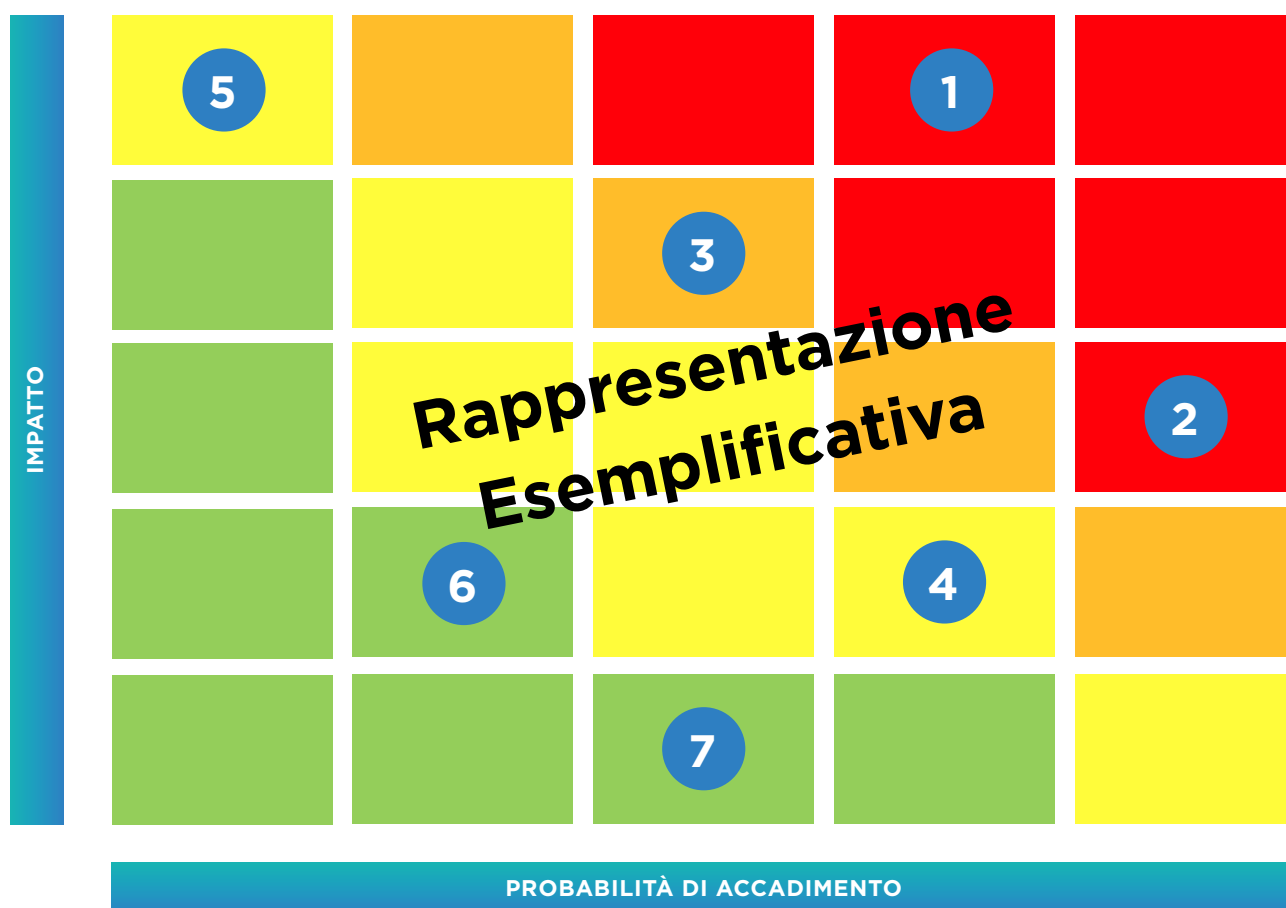 5
1
3
Rappresentazione
Esemplificativa
IMPATTO
2
6
4
7
PROBABILITÀ DI ACCADIMENTO